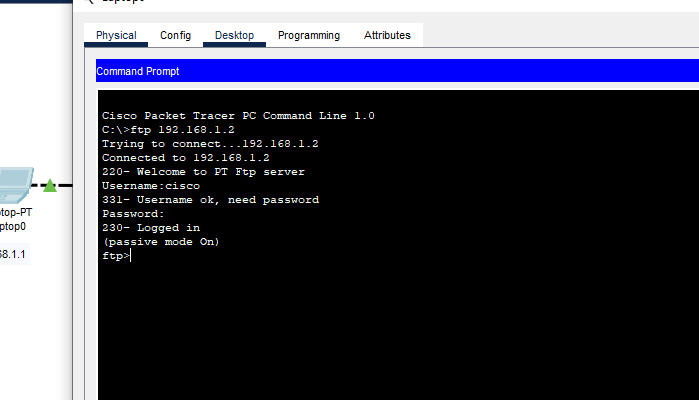 Physical Config Desktop Programming Attributes
Command Prompt
Cisco Packet Tracer PC Command Line 1.0
C:\>ftp 192.168.1.2
Trying to connect...192.168.1.2
Connected to 192.168.1.2
220- Welcome to PT Ftp server
Username:cisco
331- Username ok, need password
Password:
230- Logged in
(passive mode On)
ftp>
top-PT
ptop0
68.1.1